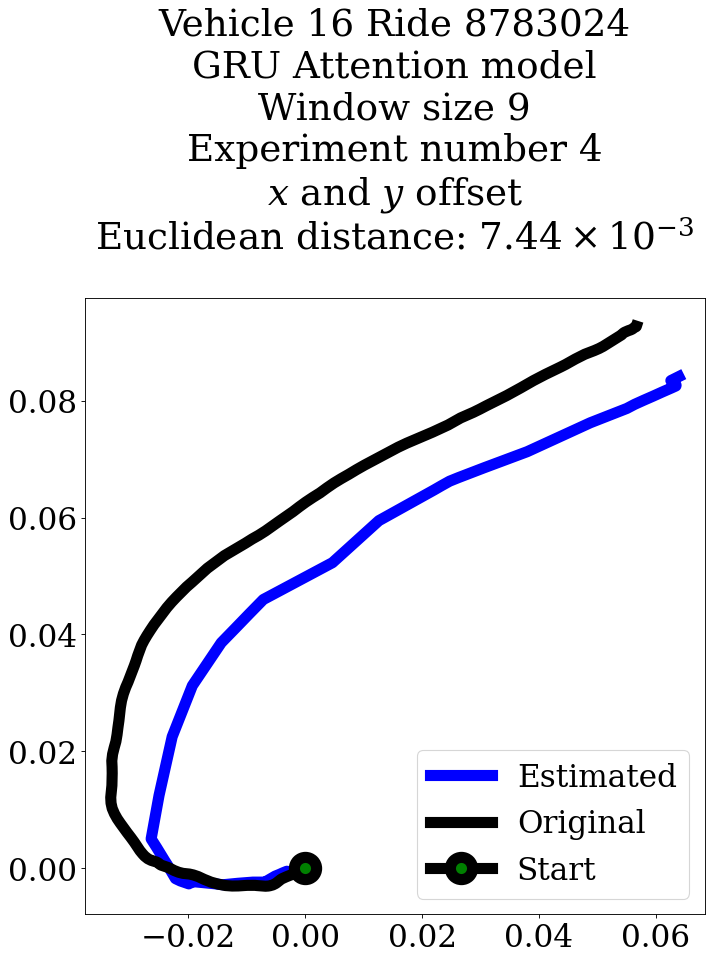 Vehicle 16 Ride 8783024
GRU Attention model
Window size 9
Experiment number 4
x and y offset
Euclidean distance: 7.44 × 10⁻³
0.08
0.06
0.04
0.02
0.00
Estimated
Original
Start
−0.02 0.00 0.02 0.04 0.06